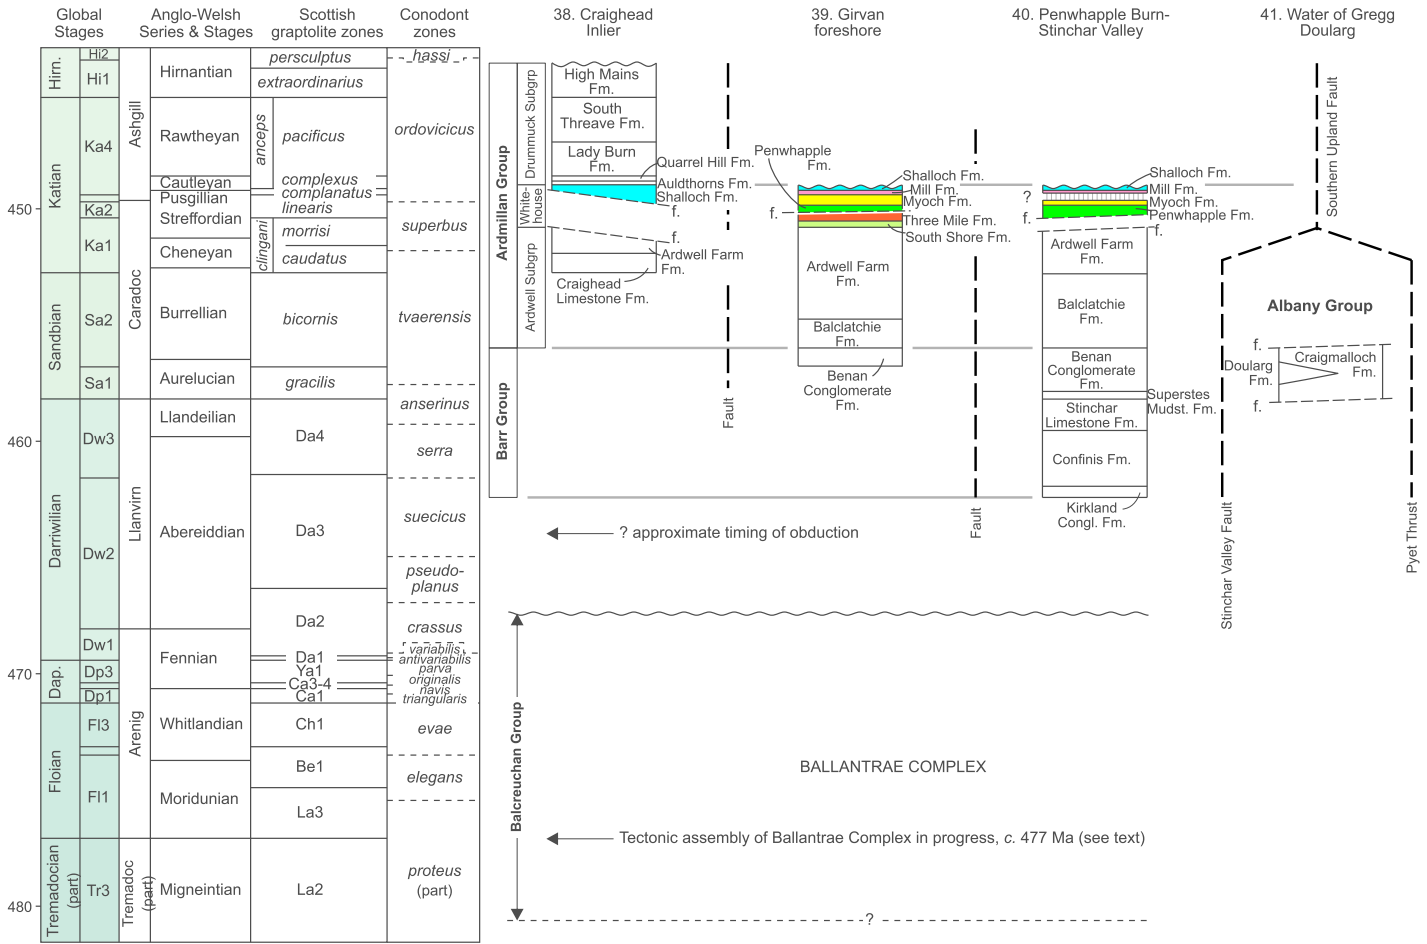 Global
Stages
Anglo-Welsh
Series & Stages
Scottish
graptolite zones
Conodont
zones
38. Craighead
Inlier
39. Girvan
foreshore
40. Penwhapple Burn-
Stinchar Valley
41. Water of Gregg
Doularg
450
460
470
480
Hirn.
Katian
Sandbian
Darriwilian
Dap.
Floian
Tremadocian
(part)
Hi2
Hi1
Ka4
Ka2
Ka1
Sa2
Sa1
Dw3
Dw2
Dw1
Dp3
Dp1
Fl3
Fl1
Tr3
Ashgill
Caradoc
Llanvirn
Arenig
Tremadoc
(part)
Hirnantian
Rawtheyan
Cautleyan
Pusgillian
Streffordian
Cheneyan
Burrellian
Aurelucian
Llandeilian
Abereiddian
Fennian
Whitlandian
Moridunian
Migneintian
persculptus
extraordinarius
anceps
pacificus
complexus
complanatus
linearis
clingani
morrisi
caudatus
bicornis
gracilis
Da4
Da3
Da2
Da1
Ya1
Ca3-4
Ca1
Ch1
Be1
La3
La2
hassi
ordovicicus
superbus
tvaerensis
anserinus
serra
suecicus
pseudo-
planus
crassus
variabilis
antivariabilis
parva
originalis
navis
triangularis
evae
elegans
proteus
(part)
Ardmillan Group
Barr Group
Drummuck Subgrp
White-
house
Ardwell Subgrp
High Mains
Fm.
South
Threave Fm.
Lady Burn
Fm.
Quarrel Hill Fm.
Auldthorns Fm.
Shalloch Fm.
f.
f.
Ardwell Farm
Fm.
Craighead
Limestone Fm.
Fault
Penwhapple
Fm.
Shalloch Fm.
Mill Fm.
Myoch Fm.
f.
Three Mile Fm.
South Shore Fm.
Ardwell Farm
Fm.
Balclatchie
Fm.
Benan
Conglomerate
Fm.
Fault
Shalloch Fm.
Mill Fm.
?
Myoch Fm.
Penwhapple Fm.
f.
f.
Ardwell Farm
Fm.
Balclatchie
Fm.
Benan
Conglomerate
Fm.
Superstes
Mudst. Fm.
Stinchar
Limestone Fm.
Confinis Fm.
Kirkland
Congl. Fm.
Southern Upland Fault
Albany Group
f.
Doularg
Fm.
Craigmalloch
Fm.
f.
Stinchar Valley Fault
Pyet Thrust
? approximate timing of obduction
Balcreuchan Group
BALLANTRAE COMPLEX
Tectonic assembly of Ballantrae Complex in progress, c. 477 Ma (see text)
?